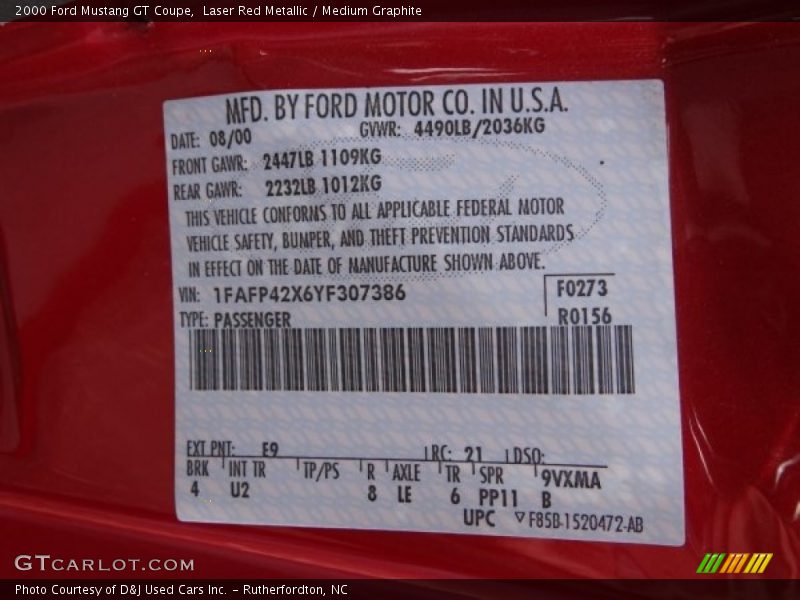 2000 Ford Mustang GT Coupe,  Laser Red Metallic / Medium Graphite
MFD. BY FORD MOTOR CO. IN U.S.A.
DATE: 08/00 GVWR: 4490LB/2036KG
FRONT GAWR: 2447LB 1109KG
REAR GAWR: 2232LB 1012KG
THIS VEHICLE CONFORMS TO ALL APPLICABLE FEDERAL MOTOR
VEHICLE SAFETY, BUMPER, AND THEFT PREVENTION STANDARDS
IN EFFECT ON THE DATE OF MANUFACTURE SHOWN ABOVE.
VIN: 1FAFP42X6YF307386 F0273
TYPE: PASSENGER R0156
EXT PNT: E9 RC: 21 DSO:
BRK INT TR TP/PS R AXLE TR SPR 9VXMA
4 U2 8 LE 6 PP11 B
UPC ▽F85B-1520472-AB
GTCARLOT.COM
Photo Courtesy of D&J Used Cars Inc. – Rutherfordton, NC